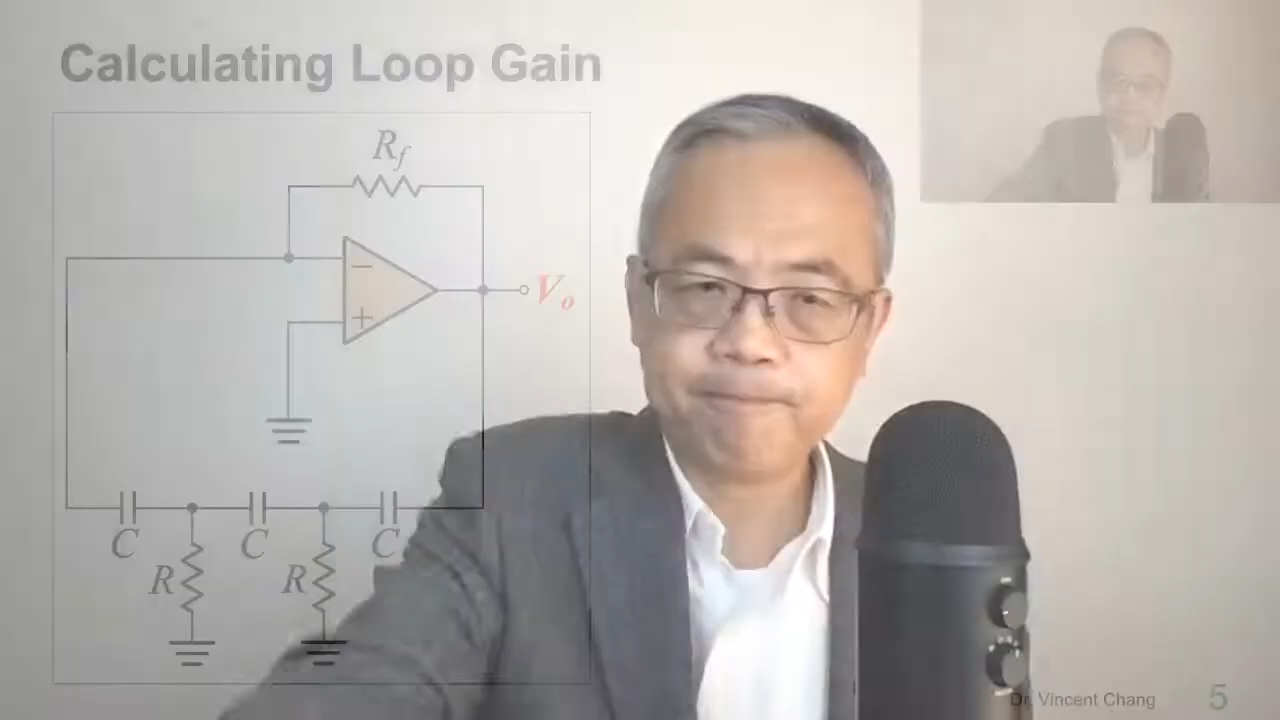 Calculating Loop Gain
R_f
−
+
V_o
C
C
C
R
R
Dr. Vincent Chang
5